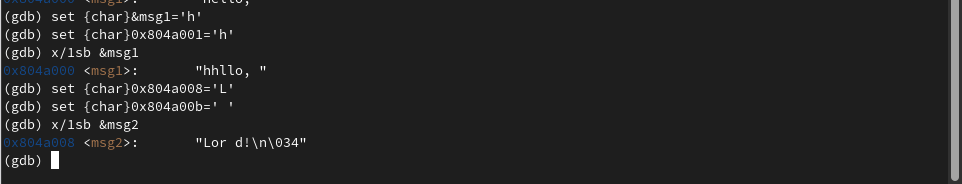 0x804a000 <msg1>: "Hello, "
(gdb) set {char}&msg1='h'
(gdb) set {char}0x804a001='h'
(gdb) x/1sb &msg1
0x804a000 <msg1>: "hhllo, "
(gdb) set {char}0x804a008='L'
(gdb) set {char}0x804a00b=' '
(gdb) x/1sb &msg2
0x804a008 <msg2>: "Lor d!\n\034"
(gdb)